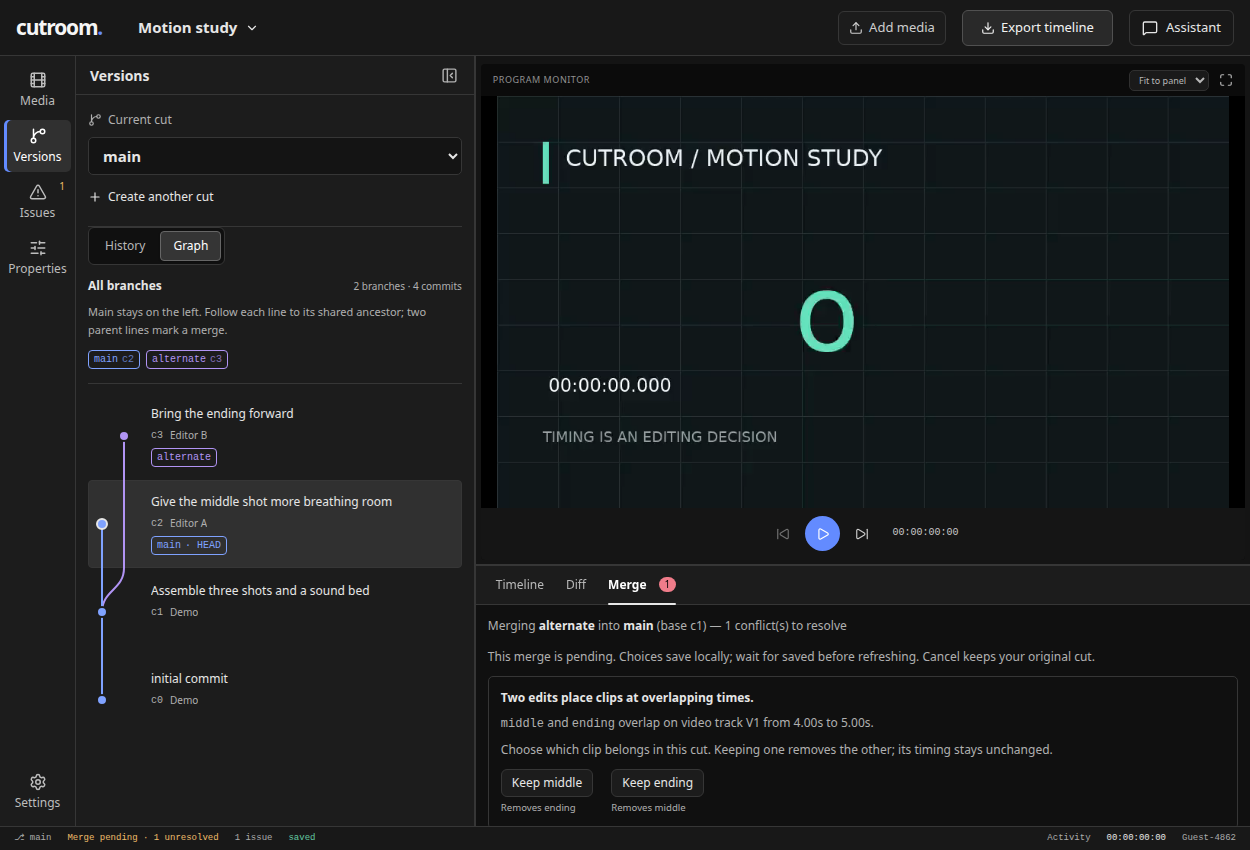 cutroom.
Motion study
Add media
Export timeline
Assistant
Media
Versions
1
Issues
Properties
Settings
Versions
Current cut
main
Create another cut
History
Graph
All branches
2 branches · 4 commits
Main stays on the left. Follow each line to its shared ancestor; two
parent lines mark a merge.
main c2
alternate c3
Bring the ending forward
c3 Editor B
alternate
Give the middle shot more breathing room
c2 Editor A
main · HEAD
Assemble three shots and a sound bed
c1 Demo
initial commit
c0 Demo
PROGRAM MONITOR
Fit to panel
CUTROOM / MOTION STUDY
0
00:00:00.000
TIMING IS AN EDITING DECISION
00:00:00:00
Timeline
Diff
Merge
1
Merging alternate into main (base c1) — 1 conflict(s) to resolve
This merge is pending. Choices save locally; wait for saved before refreshing. Cancel keeps your original cut.
Two edits place clips at overlapping times.
middle and ending overlap on video track V1 from 4.00s to 5.00s.
Choose which clip belongs in this cut. Keeping one removes the other; its timing stays unchanged.
Keep middle
Keep ending
Removes ending
Removes middle
main
Merge pending · 1 unresolved
1 issue
saved
Activity
00:00:00:00
Guest-4862